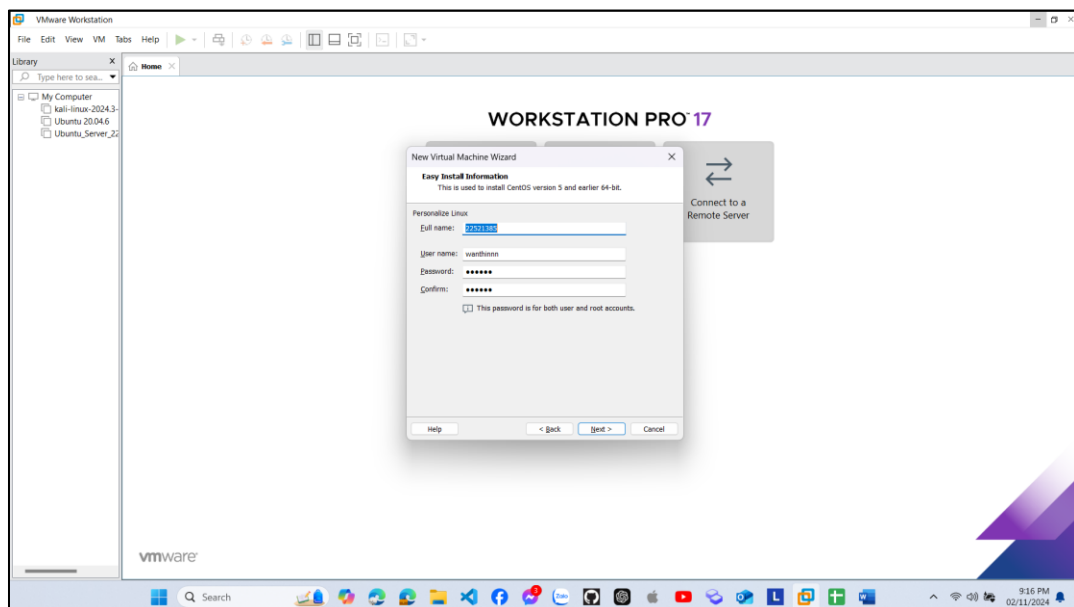 VMware Workstation
File Edit View VM Tabs Help
Library X
Type here to sea...
Home
My Computer
kali-linux-2024.3-
Ubuntu 20.04.6
Ubuntu_Server_22
WORKSTATION PRO 17
New Virtual Machine Wizard
Easy Install Information
This is used to install CentOS version 5 and earlier 64-bit.
Personalize Linux
Full name: 22521385
User name: wanthinnn
Password: ●●●●●●
Confirm: ●●●●●●
This password is for both user and root accounts.
Help < Back Next > Cancel
Connect to a
Remote Server
vmware
Search
3
Zalo
L
W
9:16 PM
02/11/2024